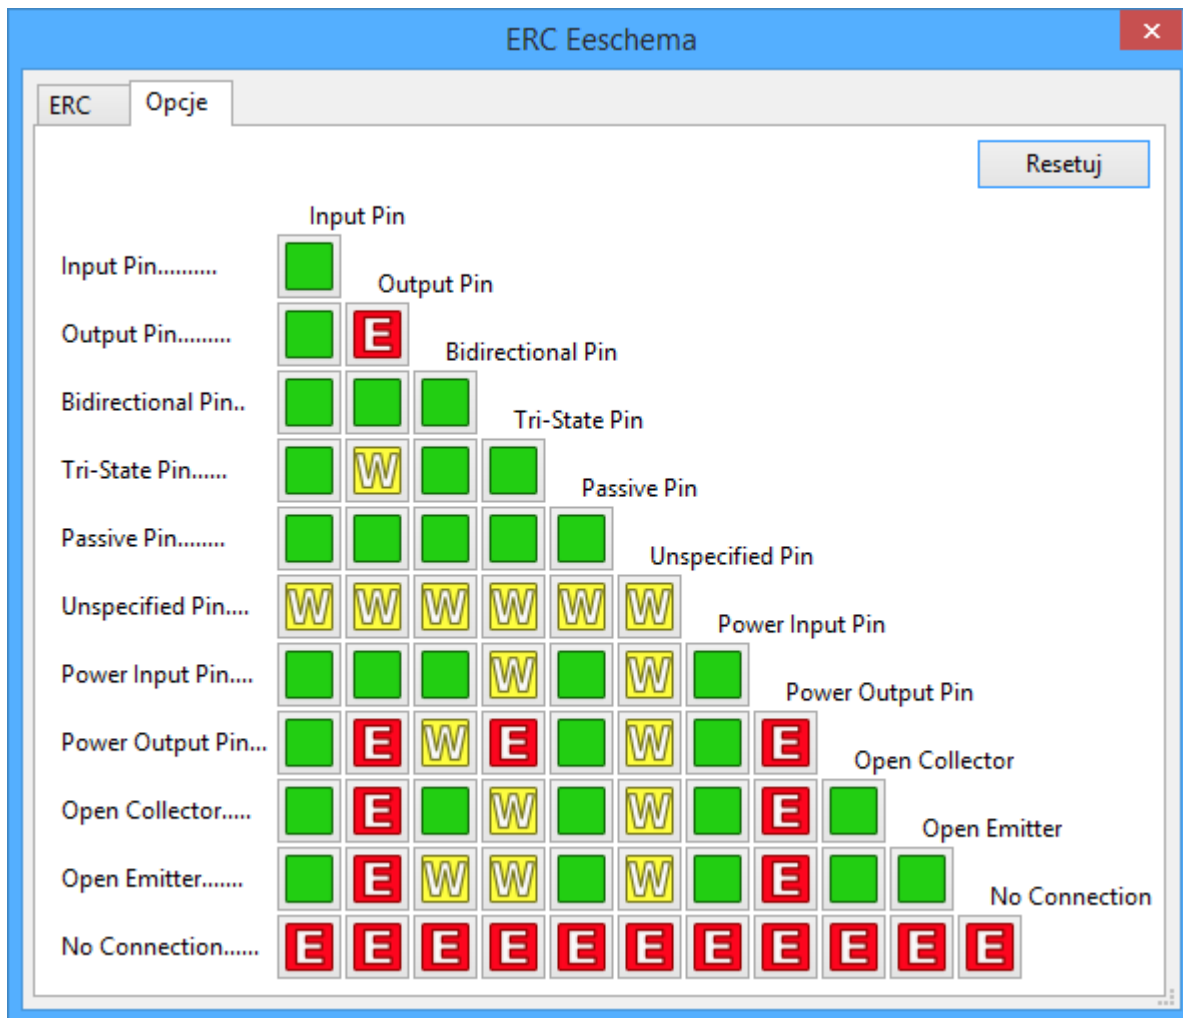 ERC Eeschema
ERC Opcje
Resetuj
Input Pin
Input Pin..........
Output Pin
Output Pin......... E
Bidirectional Pin
Bidirectional Pin..
Tri-State Pin
Tri-State Pin...... W
Passive Pin
Passive Pin........
Unspecified Pin
Unspecified Pin.... W W W W W W
Power Input Pin
Power Input Pin.... W W
Power Output Pin
Power Output Pin... E W E W E
Open Collector
Open Collector..... E W W E
Open Emitter
Open Emitter....... E W W W E
No Connection
No Connection...... E E E E E E E E E E E